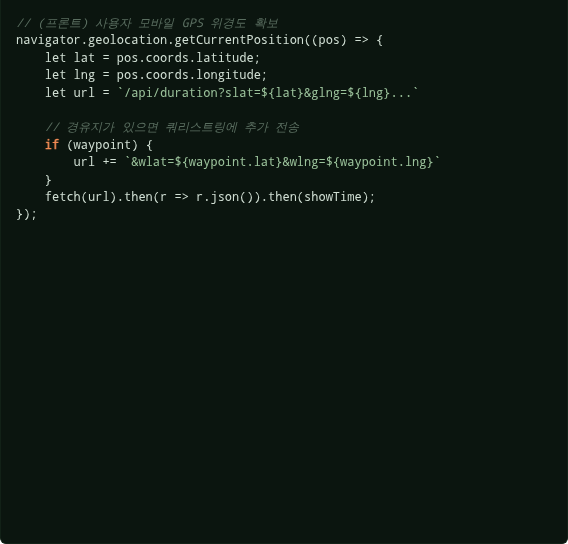 // (프론트) 사용자 모바일 GPS 위경도 확보
navigator.geolocation.getCurrentPosition((pos) => {
    let lat = pos.coords.latitude;
    let lng = pos.coords.longitude;
    let url = `/api/duration?slat=${lat}&glng=${lng}...`
    // 경유지가 있으면 쿼리스트링에 추가 전송
    if (waypoint) {
        url += `&wlat=${waypoint.lat}&wlng=${waypoint.lng}`
    }
    fetch(url).then(r => r.json()).then(showTime);
});